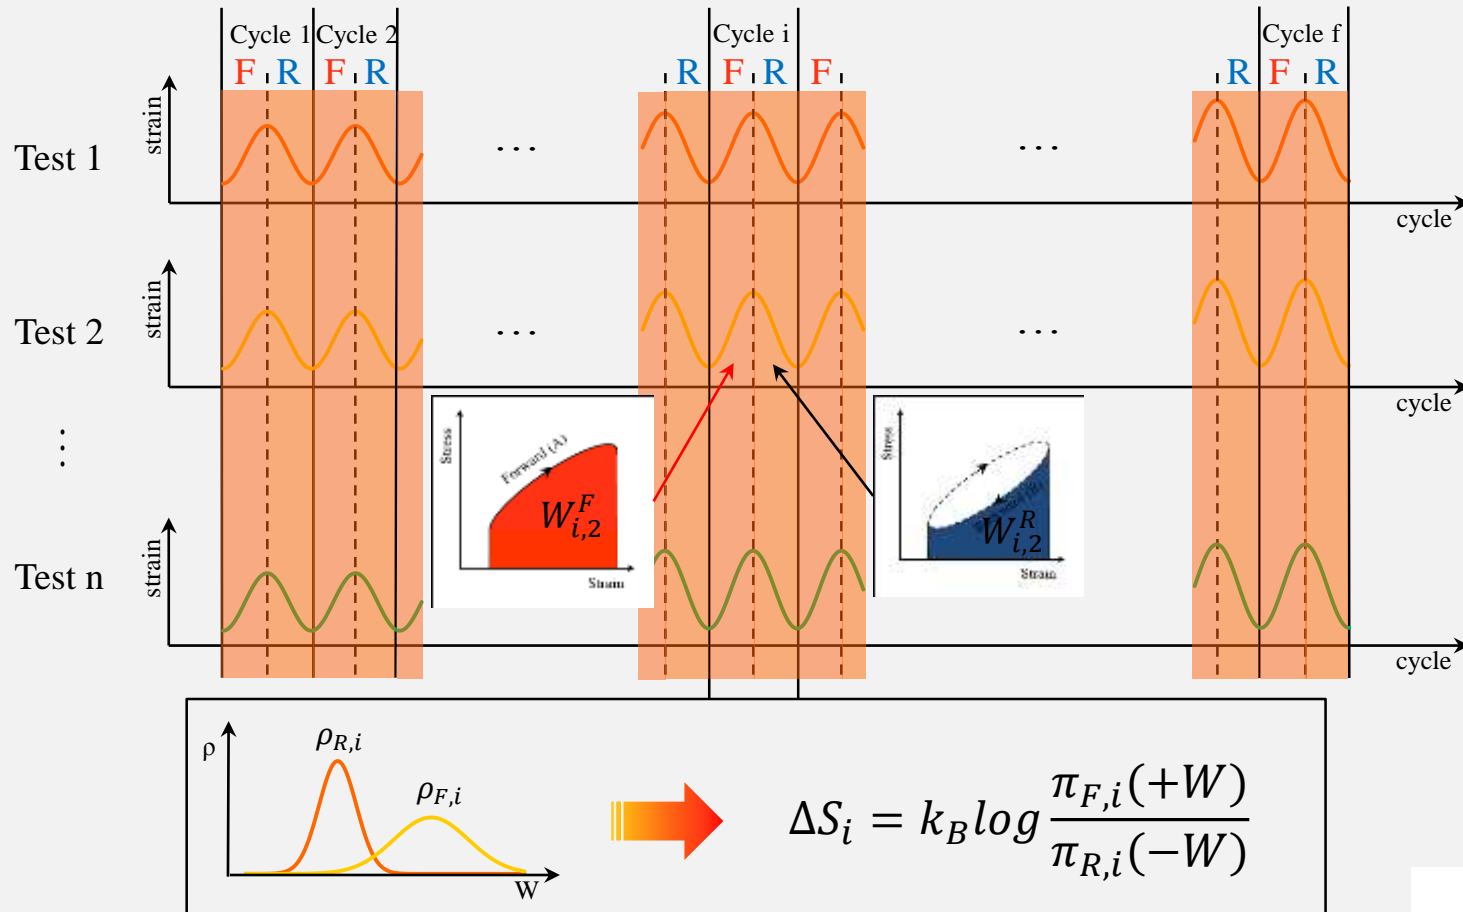 Cycle 1 Cycle 2 Cycle i Cycle f
F R F R R F R F R F R
strain
Test 1
...
...
cycle
strain
Test 2
...
...
cycle
⋮
Stress
Forward (A)
W^F_{i,2}
Strain
W^R_{i,2}
Strain
strain
Test n
cycle
ρ
ρ_{R,i}
ρ_{F,i}
W
ΔS_i = k_B log π_{F,i}(+W) / π_{R,i}(−W)